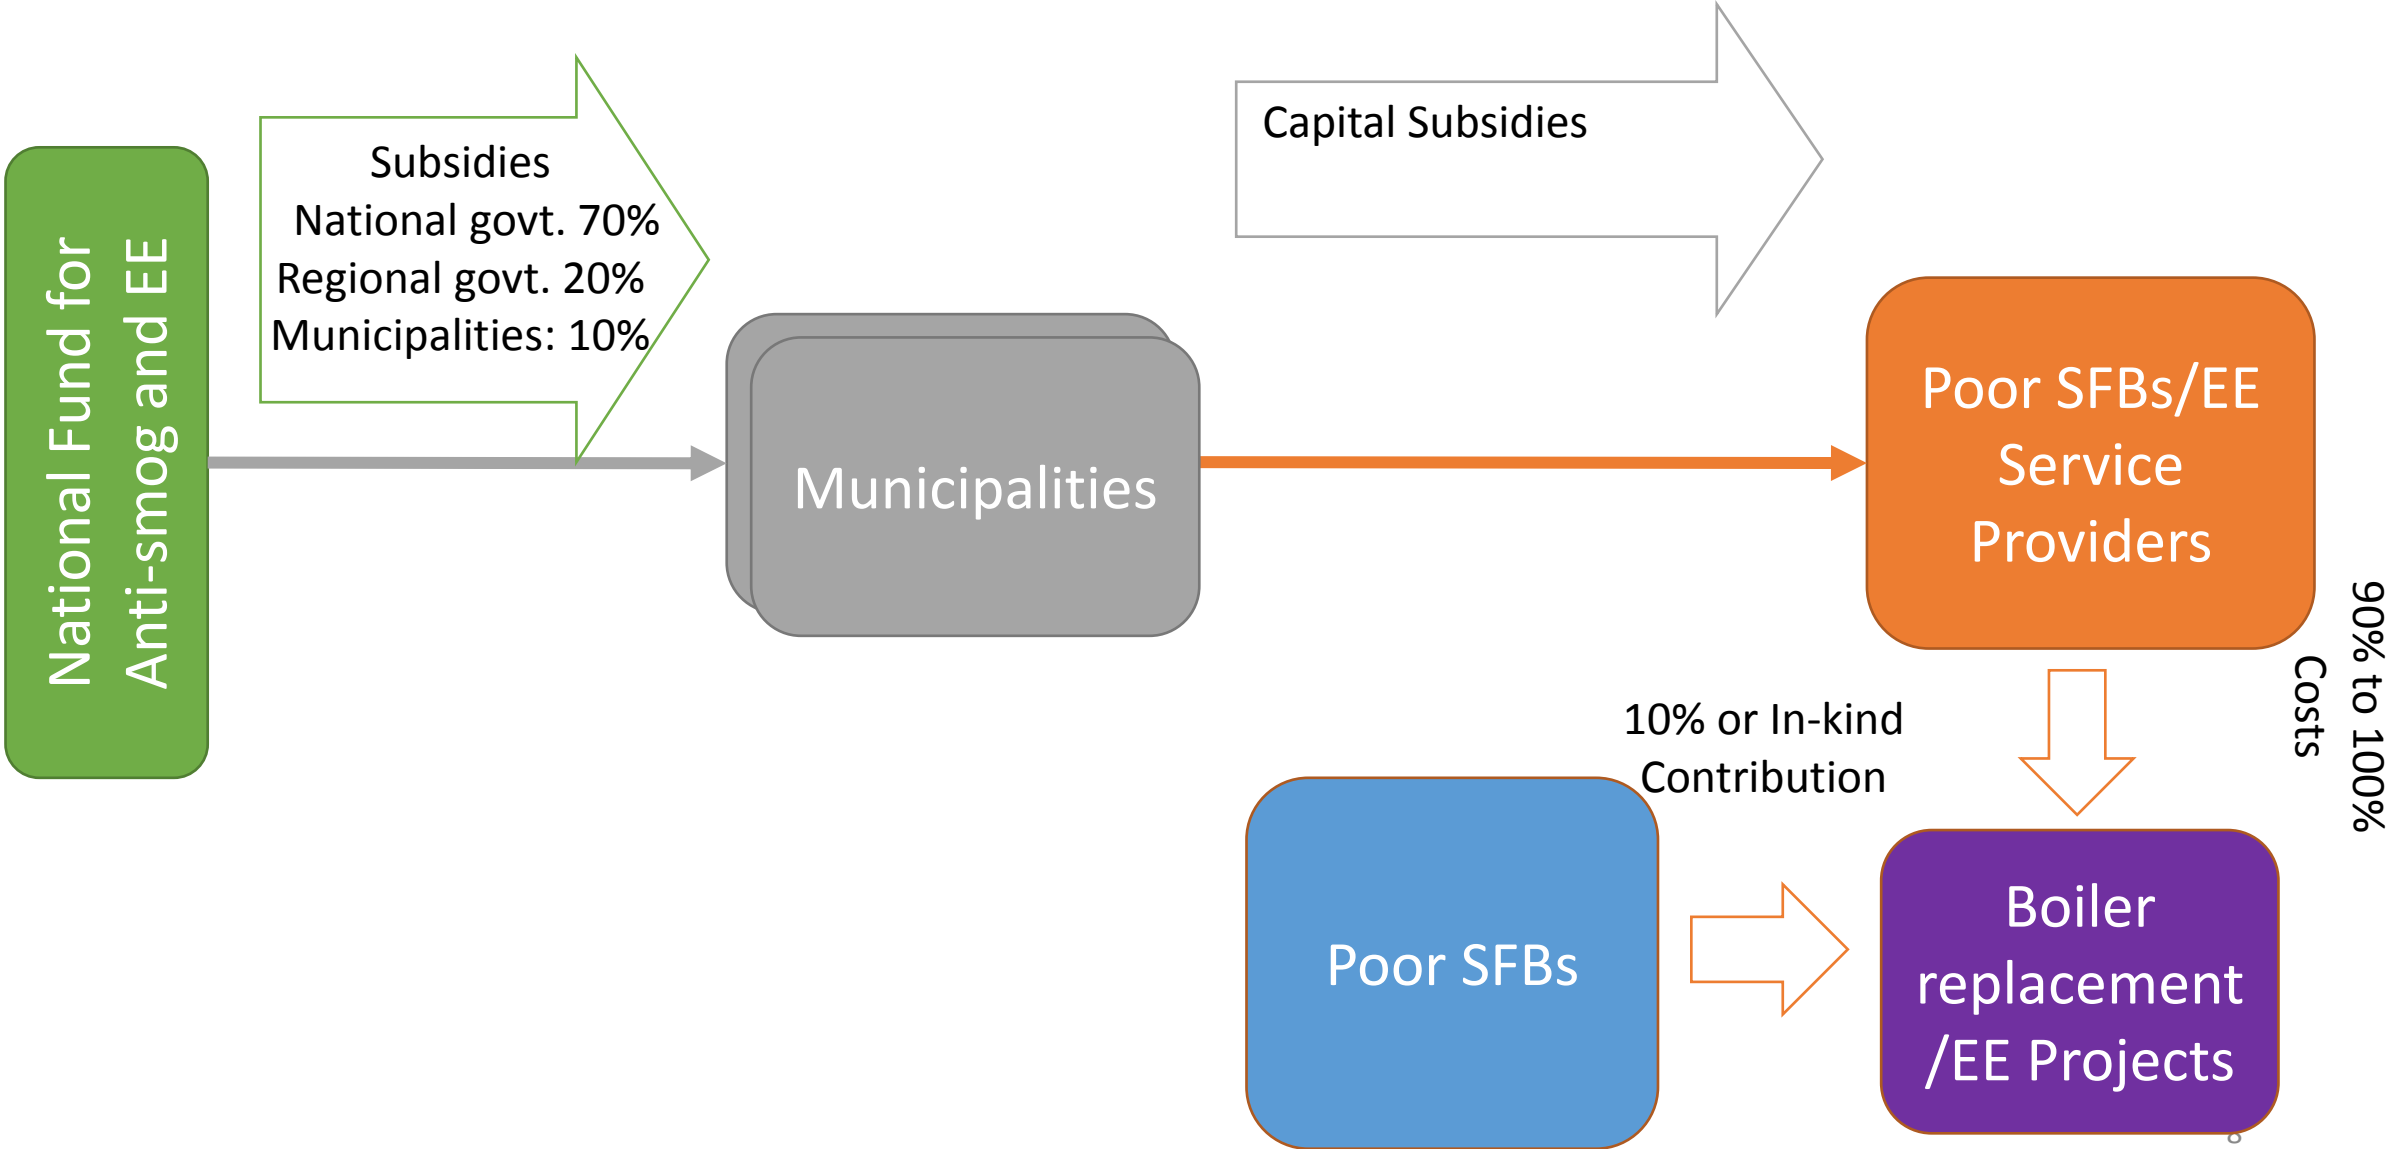 National Fund for
Anti-smog and EE
Subsidies
National govt. 70%
Regional govt. 20%
Municipalities: 10%
Municipalities
Capital Subsidies
Poor SFBs/EE
Service
Providers
90% to 100%
Costs
10% or In-kind
Contribution
Poor SFBs
Boiler
replacement
/EE Projects